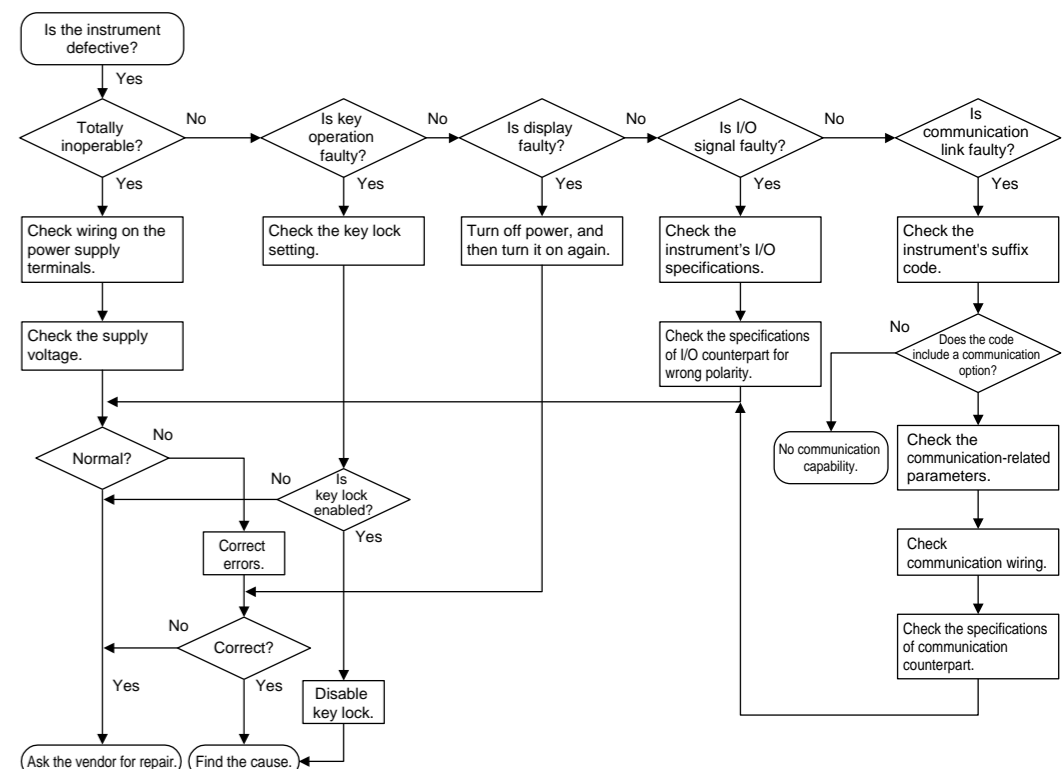 Is the instrument
defective?
Yes
Totally
inoperable?
No
Is key
operation
faulty?
No
Is display
faulty?
No
Is I/O
signal faulty?
No
Is
communication
link faulty?
Yes
Yes
Yes
Yes
Yes
Check wiring on the
power supply
terminals.
Check the key lock
setting.
Turn off power, and
then turn it on again.
Check the
instrument's I/O
specifications.
Check the
instrument's suffix
code.
Check the supply
voltage.
Check the specifications
of I/O counterpart for
wrong polarity.
No
Does the code
include a communication
option?
No communication
capability.
Check the
communication-related
parameters.
Normal?
No
No
Is
key lock
enabled?
Yes
Correct
errors.
Check
communication wiring.
No
Correct?
Check the specifications
of communication
counterpart.
Yes
Yes
Disable
key lock.
Ask the vendor for repair.
Find the cause.